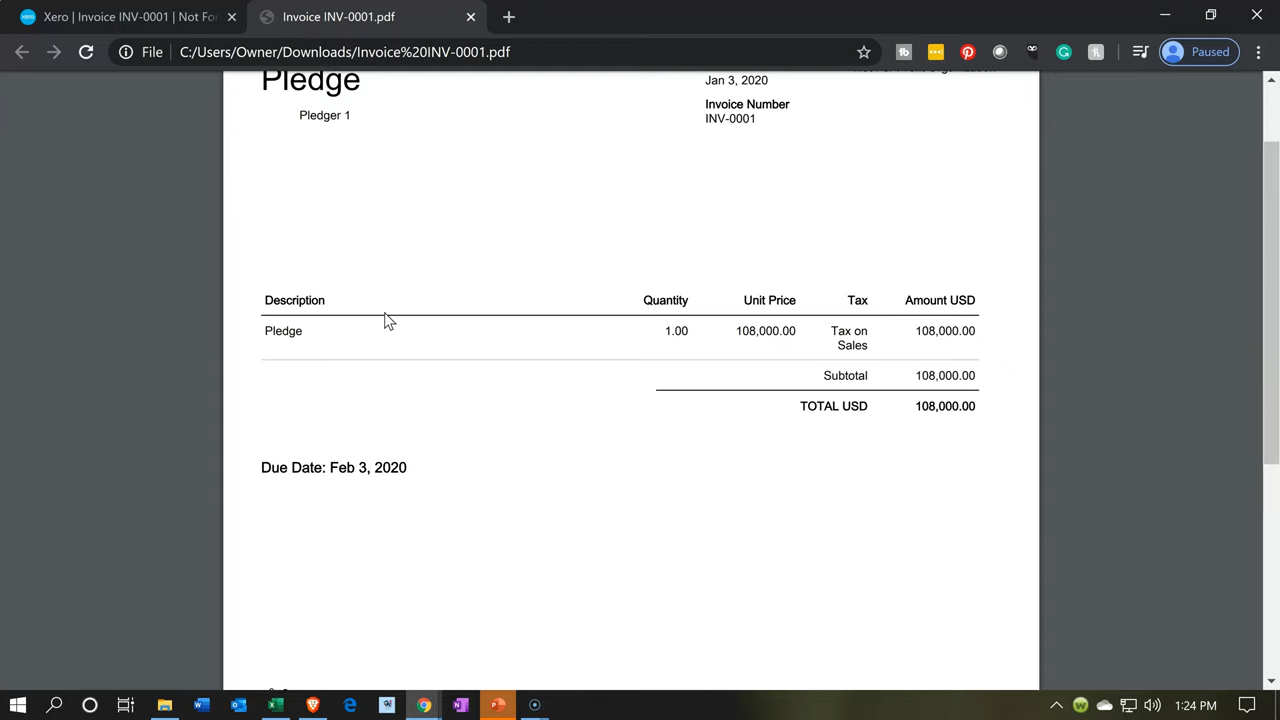 Xero | Invoice INV-0001 | Not For
Invoice INV-0001.pdf
File
C:/Users/Owner/Downloads/Invoice%20INV-0001.pdf
Paused
Pledge
Jan 3, 2020
Pledger 1
Invoice Number
INV-0001
Description Quantity Unit Price Tax Amount USD
Pledge 1.00 108,000.00 Tax on 108,000.00
Sales
Subtotal 108,000.00
TOTAL USD 108,000.00
Due Date: Feb 3, 2020
1:24 PM